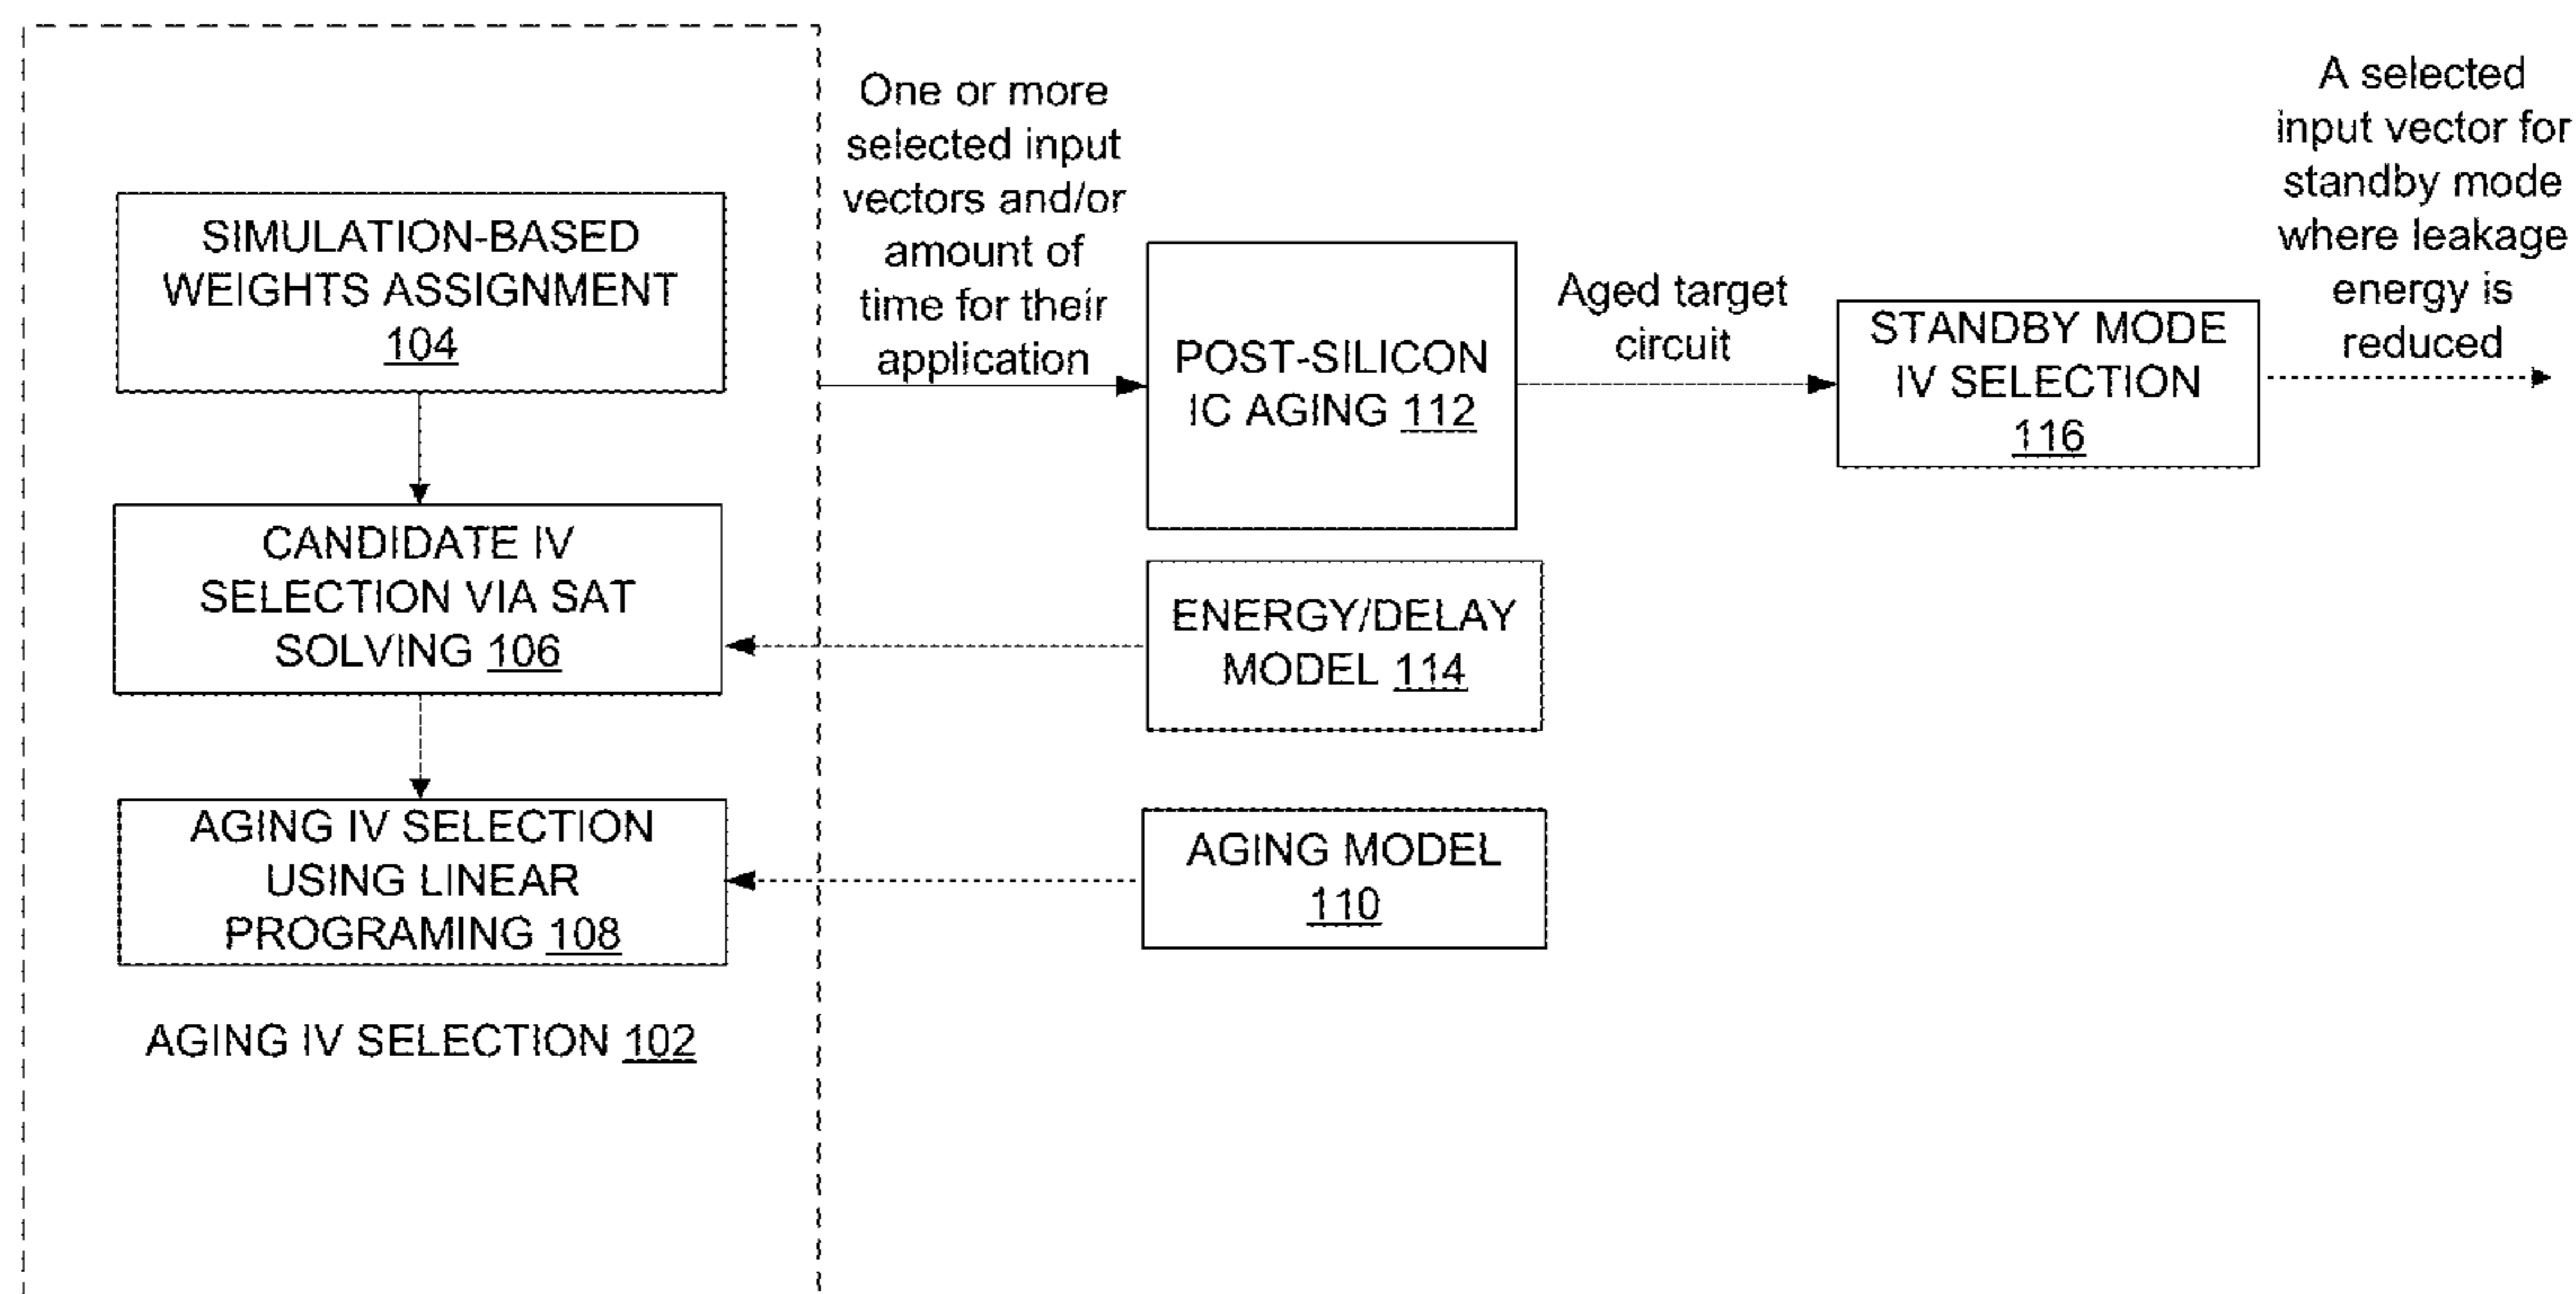 SIMULATION-BASED
WEIGHTS ASSIGNMENT
104
CANDIDATE IV
SELECTION VIA SAT
SOLVING 106
AGING IV SELECTION
USING LINEAR
PROGRAMING 108
AGING IV SELECTION 102
One or more
selected input
vectors and/or
amount of
time for their
application
POST-SILICON
IC AGING 112
ENERGY/DELAY
MODEL 114
AGING MODEL
110
Aged target
circuit
STANDBY MODE
IV SELECTION
116
A selected
input vector for
standby mode
where leakage
energy is
reduced